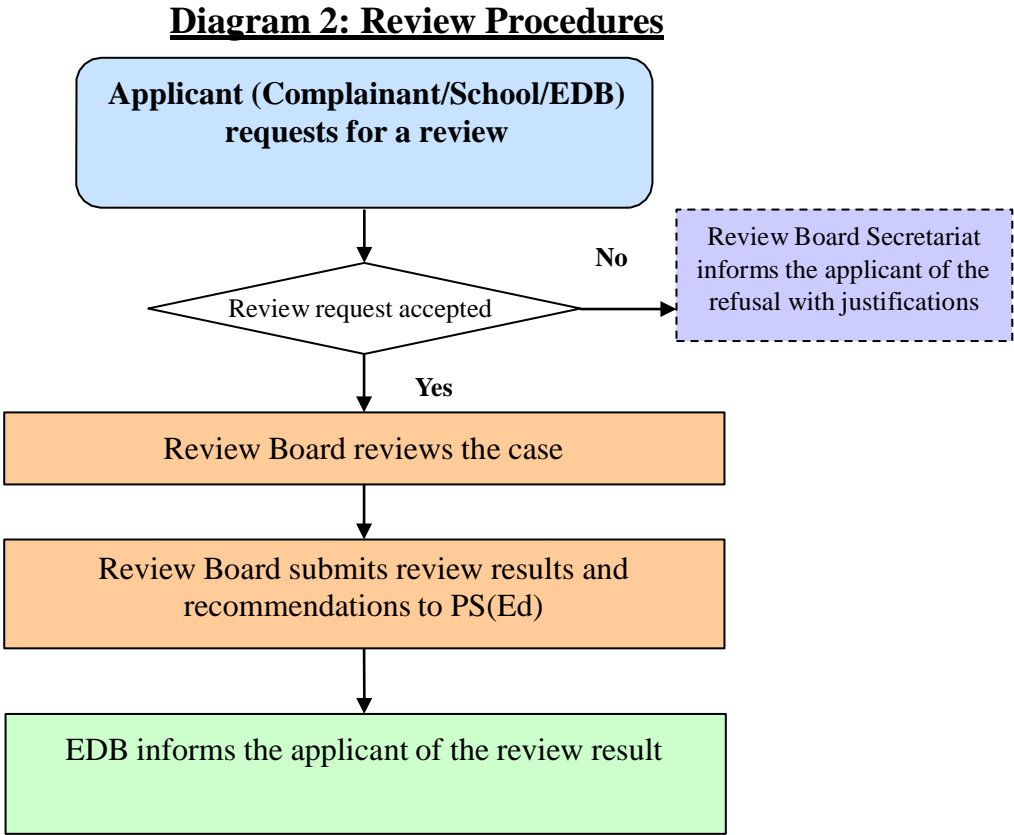 Diagram 2: Review Procedures
Applicant (Complainant/School/EDB)
requests for a review
Review Board Secretariat
informs the applicant of the
refusal with justifications
No
Review request accepted
Yes
Review Board reviews the case
Review Board submits review results and
recommendations to PS(Ed)
EDB informs the applicant of the review result